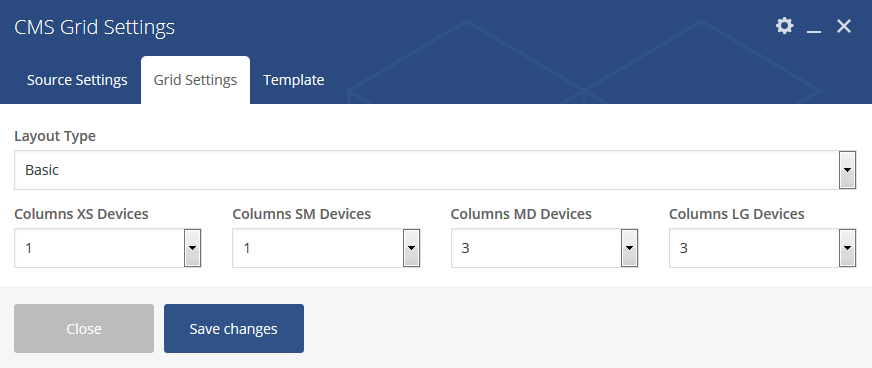 CMS Grid Settings
Source Settings Grid Settings Template
Layout Type
Basic
Columns XS Devices Columns SM Devices Columns MD Devices Columns LG Devices
1 1 3 3
Close Save changes